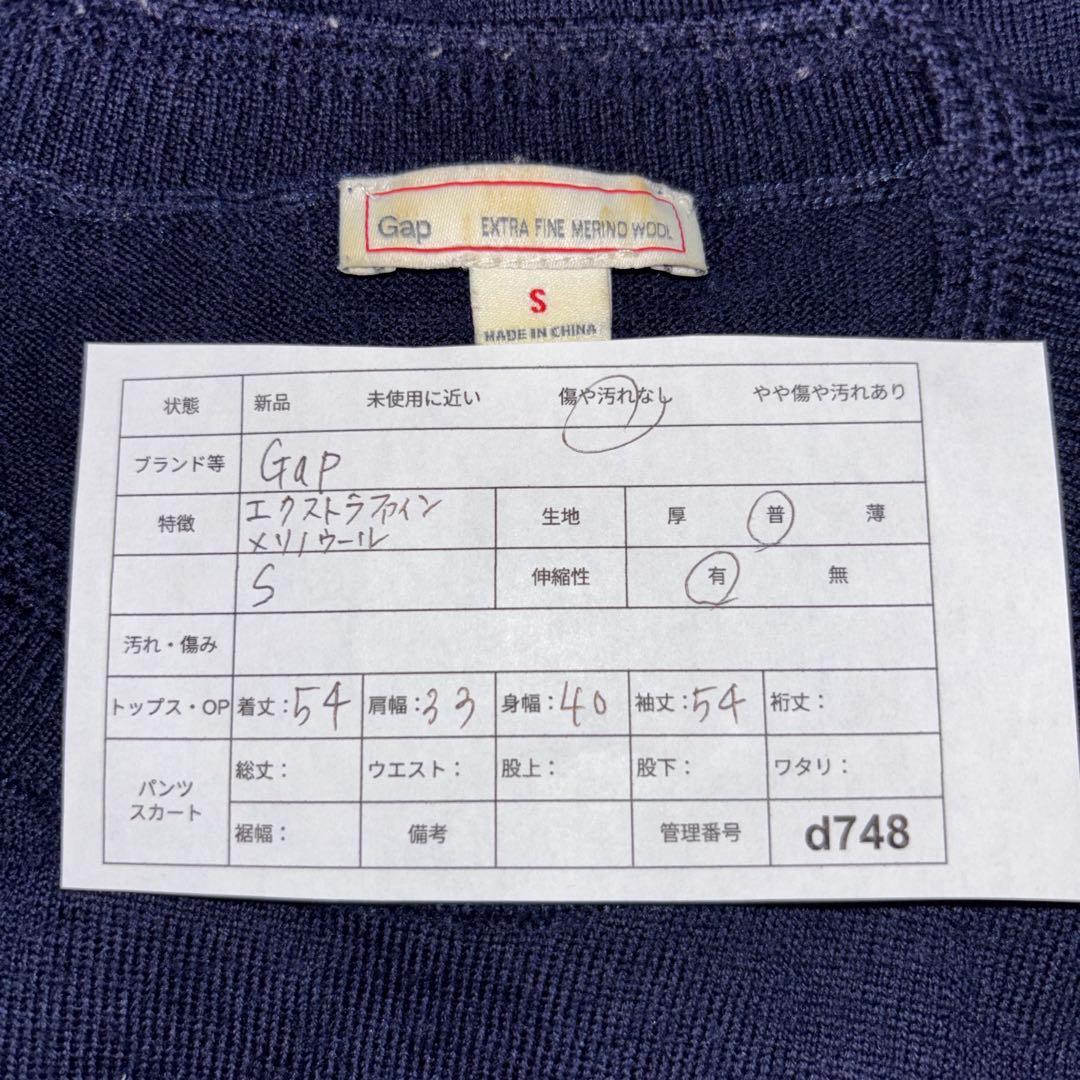 Gap EXTRA FINE MERINO WOOL
S
MADE IN CHINA
状態 新品 未使用に近い 傷や汚れなし やや傷や汚れあり
ブランド等 Gap
特徴 エクストラファイン
メリノウール
生地 厚 普 薄
S 伸縮性 有 無
汚れ・傷み
トップス・OP 着丈:54 肩幅:33 身幅:40 袖丈:54 裄丈:
パンツ
スカート
総丈: ウエスト: 股上: 股下: ワタリ:
裾幅: 備考 管理番号 d748